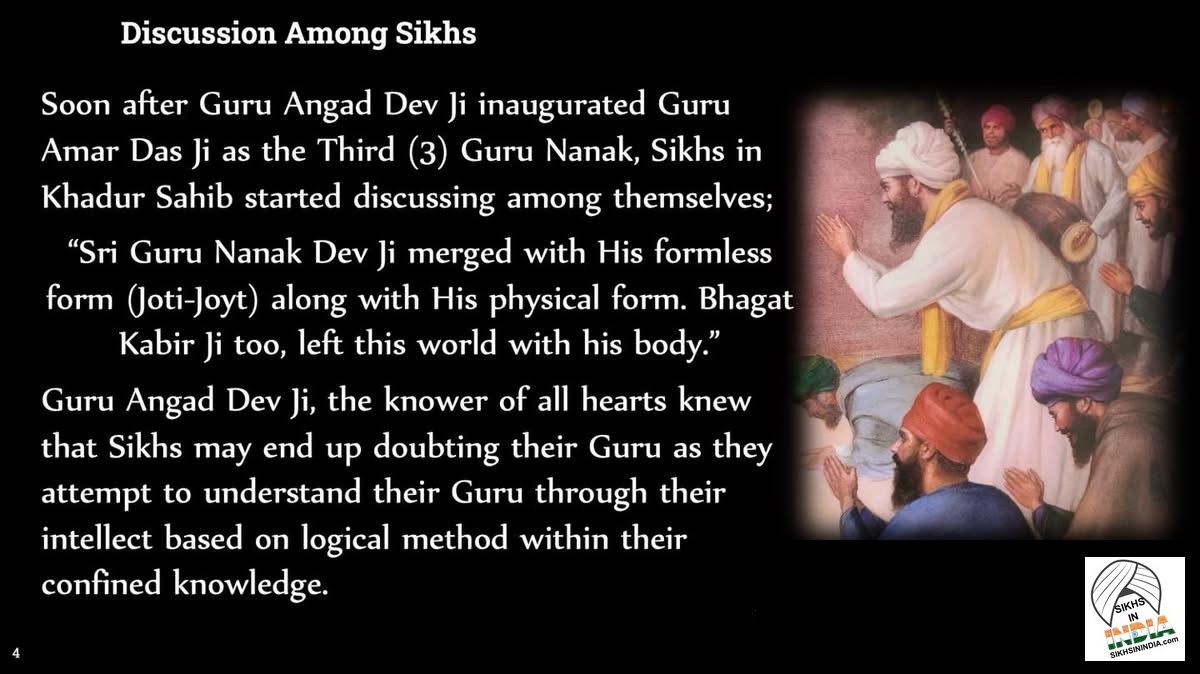 Discussion Among Sikhs
Soon after Guru Angad Dev Ji inaugurated Guru
Amar Das Ji as the Third (3) Guru Nanak, Sikhs in
Khadur Sahib started discussing among themselves;
“Sri Guru Nanak Dev Ji merged with His formless
form (Joti-Joyt) along with His physical form. Bhagat
Kabir Ji too, left this world with his body.”
Guru Angad Dev Ji, the knower of all hearts knew
that Sikhs may end up doubting their Guru as they
attempt to understand their Guru through their
intellect based on logical method within their
confined knowledge.
4
SIKHS
IN
INDIA
SIKHSININDIA.com